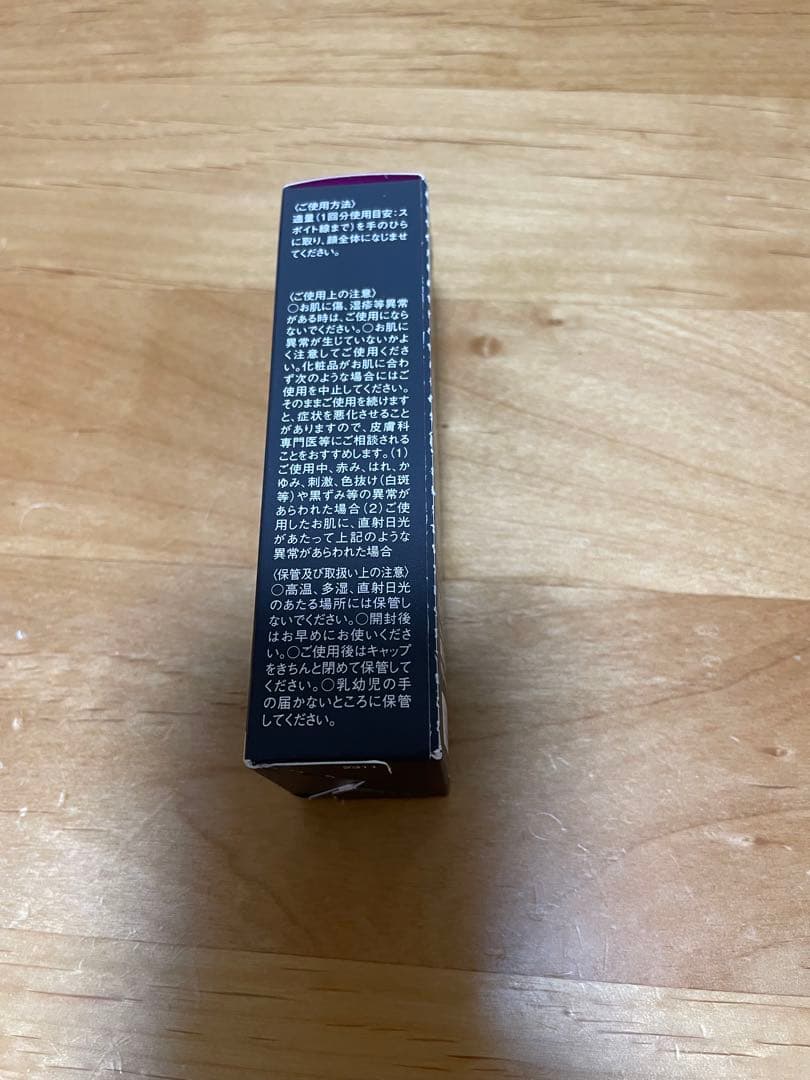 〈ご使用方法〉
適量(1回分使用目安:ス
ポイト線まで)を手のひら
に取り、顔全体になじませ
てください。
〈ご使用上の注意〉
○お肌に傷、湿疹等異常
がある時は、ご使用になら
ないでください。○お肌に
異常が生じていないかよ
く注意してご使用くださ
い。化粧品がお肌に合わ
ず次のような場合にはご
使用を中止してください。
そのままご使用を続けます
と、症状を悪化させること
がありますので、皮膚科
専門医等にご相談される
ことをおすすめします。(1)
ご使用中、赤み、はれ、か
ゆみ、刺激、色抜け(白斑
等)や黒ずみ等の異常が
あらわれた場合(2)ご使
用したお肌に、直射日光
があたって上記のような
異常があらわれた場合
〈保管及び取扱い上の注意〉
○高温、多湿、直射日光
のあたる場所には保管し
ないでください。○開封後
はお早めにお使いくださ
い。○ご使用後はキャップ
をきちんと閉めて保管して
ください。○乳幼児の手
の届かないところに保管
してください。